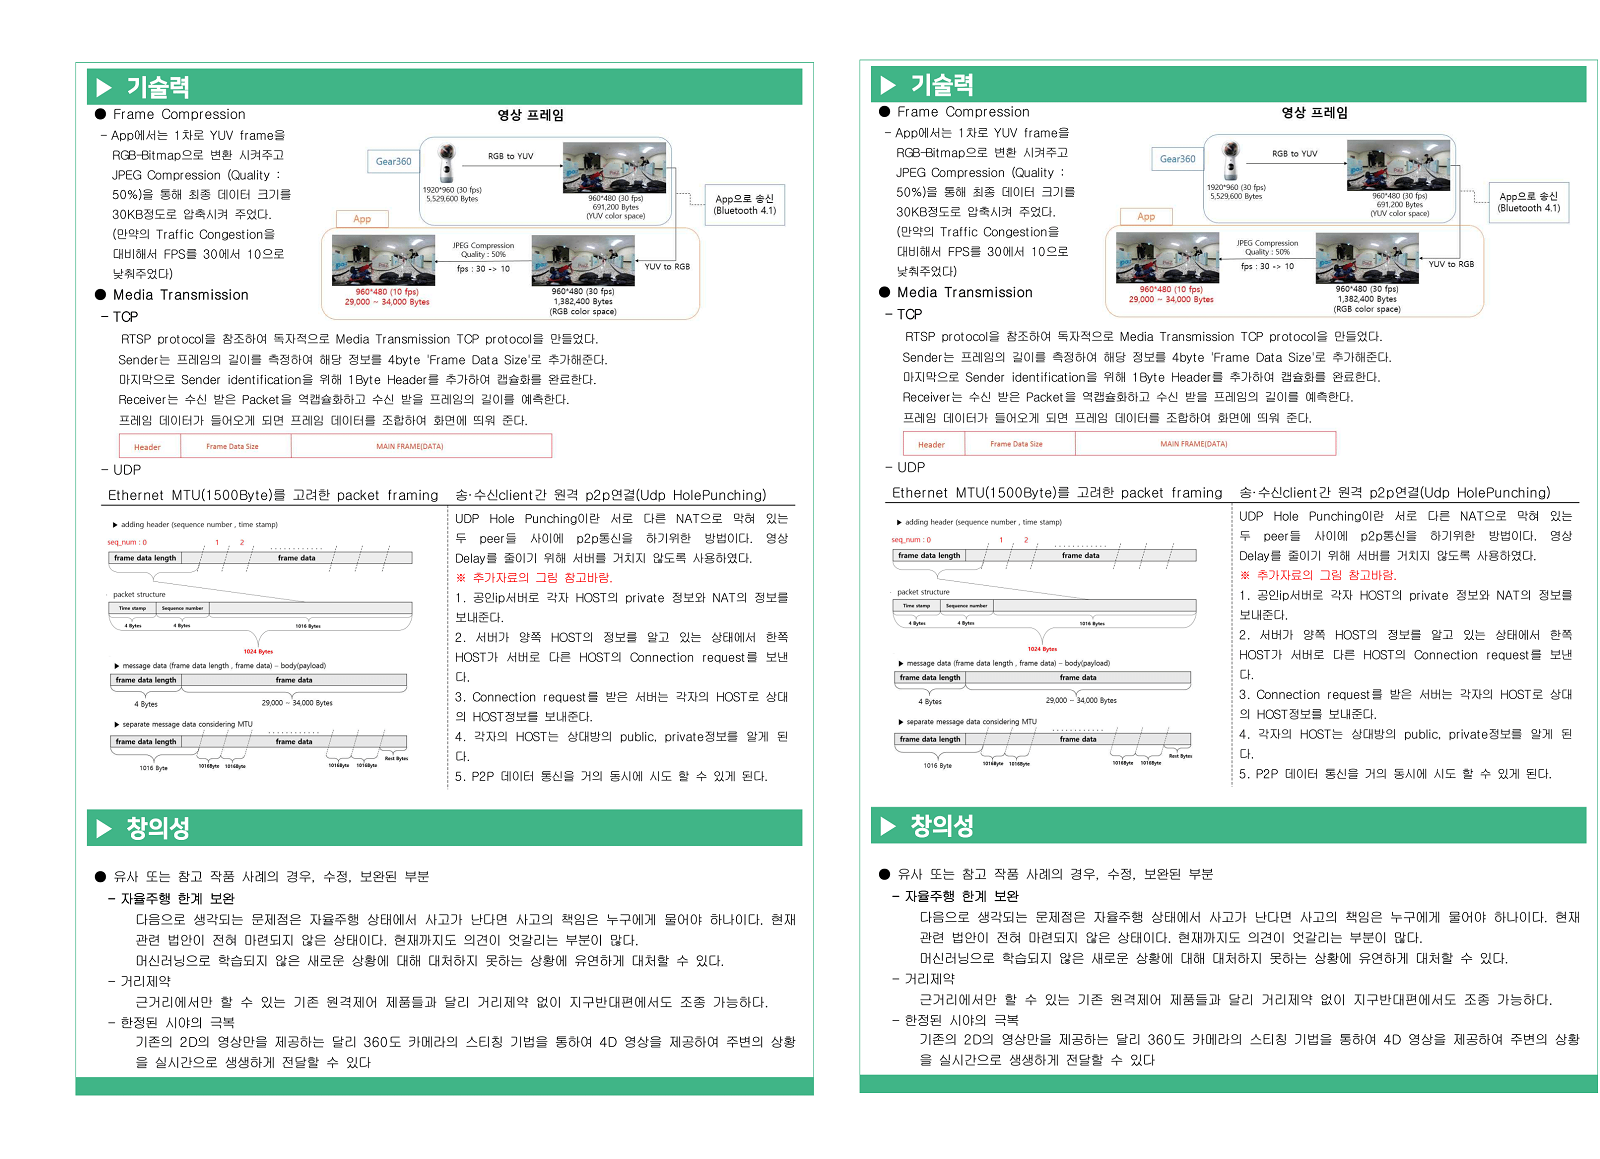 ▶ 기술력
● Frame Compression
- App에서는 1차로 YUV frame을
RGB-Bitmap으로 변환 시켜주고
JPEG Compression (Quality :
50%)을 통해 최종 데이터 크기를
30KB정도로 압축시켜 주었다.
(만약의 Traffic Congestion을
대비해서 FPS를 30에서 10으로
낮춰주었다)
영상 프레임
Gear360
RGB to YUV
1920*960 (30 fps)
5,529,600 Bytes
960*480 (30 fps)
691,200 Bytes
(YUV color space)
App으로 송신
(Bluetooth 4.1)
App
JPEG Compression
Quality : 50%
fps : 30 -> 10
YUV to RGB
960*480 (10 fps)
29,000 ~ 34,000 Bytes
960*480 (30 fps)
1,382,400 Bytes
(RGB color space)
● Media Transmission
- TCP
RTSP protocol을 참조하여 독자적으로 Media Transmission TCP protocol을 만들었다.
Sender는 프레임의 길이를 측정하여 해당 정보를 4byte 'Frame Data Size'로 추가해준다.
마지막으로 Sender identification을 위해 1Byte Header를 추가하여 캡슐화를 완료한다.
Receiver는 수신 받은 Packet을 역캡슐화하고 수신 받을 프레임의 길이를 예측한다.
프레임 데이터가 들어오게 되면 프레임 데이터를 조합하여 화면에 띄워 준다.
Header Frame Data Size MAIN FRAME(DATA)
- UDP
Ethernet MTU(1500Byte)를 고려한 packet framing
▶ adding header (sequence number , time stamp)
seq_num : 0 1 2
frame data length frame data
· packet structure
Time stamp Sequence number
4 Bytes 4 Bytes 1016 Bytes
1024 Bytes
▶ message data (frame data length , frame data) – body(payload)
frame data length frame data
4 Bytes 29,000 ~ 34,000 Bytes
▶ separate message data considering MTU
frame data length frame data
1016 Byte 1016Byte 1016Byte 1016Byte 1016Byte Rest Bytes
송·수신client간 원격 p2p연결(Udp HolePunching)
UDP Hole Punching이란 서로 다른 NAT으로 막혀 있는
두 peer들 사이에 p2p통신을 하기위한 방법이다. 영상
Delay를 줄이기 위해 서버를 거치지 않도록 사용하였다.
※ 추가자료의 그림 참고바람.
1. 공인ip서버로 각자 HOST의 private 정보와 NAT의 정보를
보내준다.
2. 서버가 양쪽 HOST의 정보를 알고 있는 상태에서 한쪽
HOST가 서버로 다른 HOST의 Connection request를 보낸
다.
3. Connection request를 받은 서버는 각자의 HOST로 상대
의 HOST정보를 보내준다.
4. 각자의 HOST는 상대방의 public, private정보를 알게 된
다.
5. P2P 데이터 통신을 거의 동시에 시도 할 수 있게 된다.
▶ 창의성
● 유사 또는 참고 작품 사례의 경우, 수정, 보완된 부분
- 자율주행 한계 보완
다음으로 생각되는 문제점은 자율주행 상태에서 사고가 난다면 사고의 책임은 누구에게 물어야 하나이다. 현재
관련 법안이 전혀 마련되지 않은 상태이다. 현재까지도 의견이 엇갈리는 부분이 많다.
머신러닝으로 학습되지 않은 새로운 상황에 대해 대처하지 못하는 상황에 유연하게 대처할 수 있다.
- 거리제약
근거리에서만 할 수 있는 기존 원격제어 제품들과 달리 거리제약 없이 지구반대편에서도 조종 가능하다.
- 한정된 시야의 극복
기존의 2D의 영상만을 제공하는 달리 360도 카메라의 스티칭 기법을 통하여 4D 영상을 제공하여 주변의 상황
을 실시간으로 생생하게 전달할 수 있다
▶ 기술력
● Frame Compression
- App에서는 1차로 YUV frame을
RGB-Bitmap으로 변환 시켜주고
JPEG Compression (Quality :
50%)을 통해 최종 데이터 크기를
30KB정도로 압축시켜 주었다.
(만약의 Traffic Congestion을
대비해서 FPS를 30에서 10으로
낮춰주었다)
영상 프레임
Gear360
RGB to YUV
1920*960 (30 fps)
5,529,600 Bytes
960*480 (30 fps)
691,200 Bytes
(YUV color space)
App으로 송신
(Bluetooth 4.1)
App
JPEG Compression
Quality : 50%
fps : 30 -> 10
YUV to RGB
960*480 (10 fps)
29,000 ~ 34,000 Bytes
960*480 (30 fps)
1,382,400 Bytes
(RGB color space)
● Media Transmission
- TCP
RTSP protocol을 참조하여 독자적으로 Media Transmission TCP protocol을 만들었다.
Sender는 프레임의 길이를 측정하여 해당 정보를 4byte 'Frame Data Size'로 추가해준다.
마지막으로 Sender identification을 위해 1Byte Header를 추가하여 캡슐화를 완료한다.
Receiver는 수신 받은 Packet을 역캡슐화하고 수신 받을 프레임의 길이를 예측한다.
프레임 데이터가 들어오게 되면 프레임 데이터를 조합하여 화면에 띄워 준다.
Header Frame Data Size MAIN FRAME(DATA)
- UDP
Ethernet MTU(1500Byte)를 고려한 packet framing
▶ adding header (sequence number , time stamp)
seq_num : 0 1 2
frame data length frame data
· packet structure
Time stamp Sequence number
4 Bytes 4 Bytes 1016 Bytes
1024 Bytes
▶ message data (frame data length , frame data) – body(payload)
frame data length frame data
4 Bytes 29,000 ~ 34,000 Bytes
▶ separate message data considering MTU
frame data length frame data
1016 Byte 1016Byte 1016Byte 1016Byte 1016Byte Rest Bytes
송·수신client간 원격 p2p연결(Udp HolePunching)
UDP Hole Punching이란 서로 다른 NAT으로 막혀 있는
두 peer들 사이에 p2p통신을 하기위한 방법이다. 영상
Delay를 줄이기 위해 서버를 거치지 않도록 사용하였다.
※ 추가자료의 그림 참고바람.
1. 공인ip서버로 각자 HOST의 private 정보와 NAT의 정보를
보내준다.
2. 서버가 양쪽 HOST의 정보를 알고 있는 상태에서 한쪽
HOST가 서버로 다른 HOST의 Connection request를 보낸
다.
3. Connection request를 받은 서버는 각자의 HOST로 상대
의 HOST정보를 보내준다.
4. 각자의 HOST는 상대방의 public, private정보를 알게 된
다.
5. P2P 데이터 통신을 거의 동시에 시도 할 수 있게 된다.
▶ 창의성
● 유사 또는 참고 작품 사례의 경우, 수정, 보완된 부분
- 자율주행 한계 보완
다음으로 생각되는 문제점은 자율주행 상태에서 사고가 난다면 사고의 책임은 누구에게 물어야 하나이다. 현재
관련 법안이 전혀 마련되지 않은 상태이다. 현재까지도 의견이 엇갈리는 부분이 많다.
머신러닝으로 학습되지 않은 새로운 상황에 대해 대처하지 못하는 상황에 유연하게 대처할 수 있다.
- 거리제약
근거리에서만 할 수 있는 기존 원격제어 제품들과 달리 거리제약 없이 지구반대편에서도 조종 가능하다.
- 한정된 시야의 극복
기존의 2D의 영상만을 제공하는 달리 360도 카메라의 스티칭 기법을 통하여 4D 영상을 제공하여 주변의 상황
을 실시간으로 생생하게 전달할 수 있다